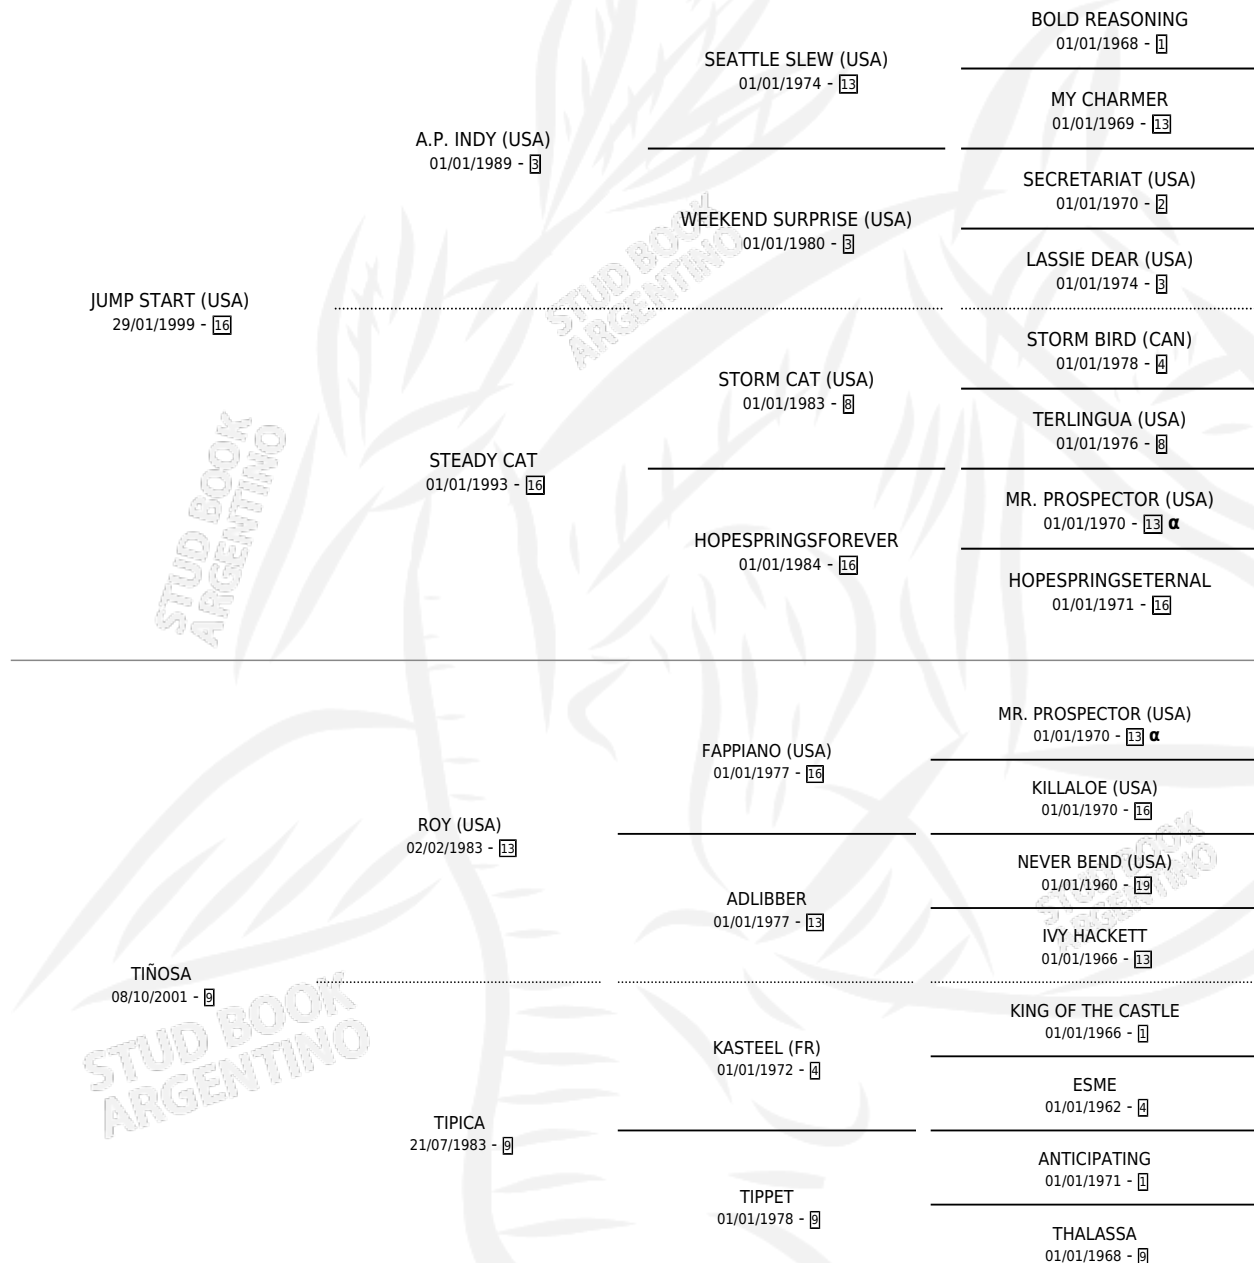 JUMP START (USA)
29/01/1999 - 16
A.P. INDY (USA)
01/01/1989 - 3
SEATTLE SLEW (USA)
01/01/1974 - 13
BOLD REASONING
01/01/1968 - 1
MY CHARMER
01/01/1969 - 13
WEEKEND SURPRISE (USA)
01/01/1980 - 3
SECRETARIAT (USA)
01/01/1970 - 2
LASSIE DEAR (USA)
01/01/1974 - 3
STEADY CAT
01/01/1993 - 16
STORM CAT (USA)
01/01/1983 - 8
STORM BIRD (CAN)
01/01/1978 - 4
TERLINGUA (USA)
01/01/1976 - 8
HOPESPRINGSFOREVER
01/01/1984 - 16
MR. PROSPECTOR (USA)
01/01/1970 - 13 α
HOPESPRINGSETERNAL
01/01/1971 - 16
TIÑOSA
08/10/2001 - 9
ROY (USA)
02/02/1983 - 13
FAPPIANO (USA)
01/01/1977 - 16
MR. PROSPECTOR (USA)
01/01/1970 - 13 α
KILLALOE (USA)
01/01/1970 - 16
ADLIBBER
01/01/1977 - 13
NEVER BEND (USA)
01/01/1960 - 19
IVY HACKETT
01/01/1966 - 13
TIPICA
21/07/1983 - 9
KASTEEL (FR)
01/01/1972 - 4
KING OF THE CASTLE
01/01/1966 - 1
ESME
01/01/1962 - 4
TIPPET
01/01/1978 - 9
ANTICIPATING
01/01/1971 - 1
THALASSA
01/01/1968 - 9
STUD BOOK
ARGENTINO
STUD BOOK
ARGENTINO
STUD BOOK
ARGENTINO
STUD BOOK
ARGENTINO